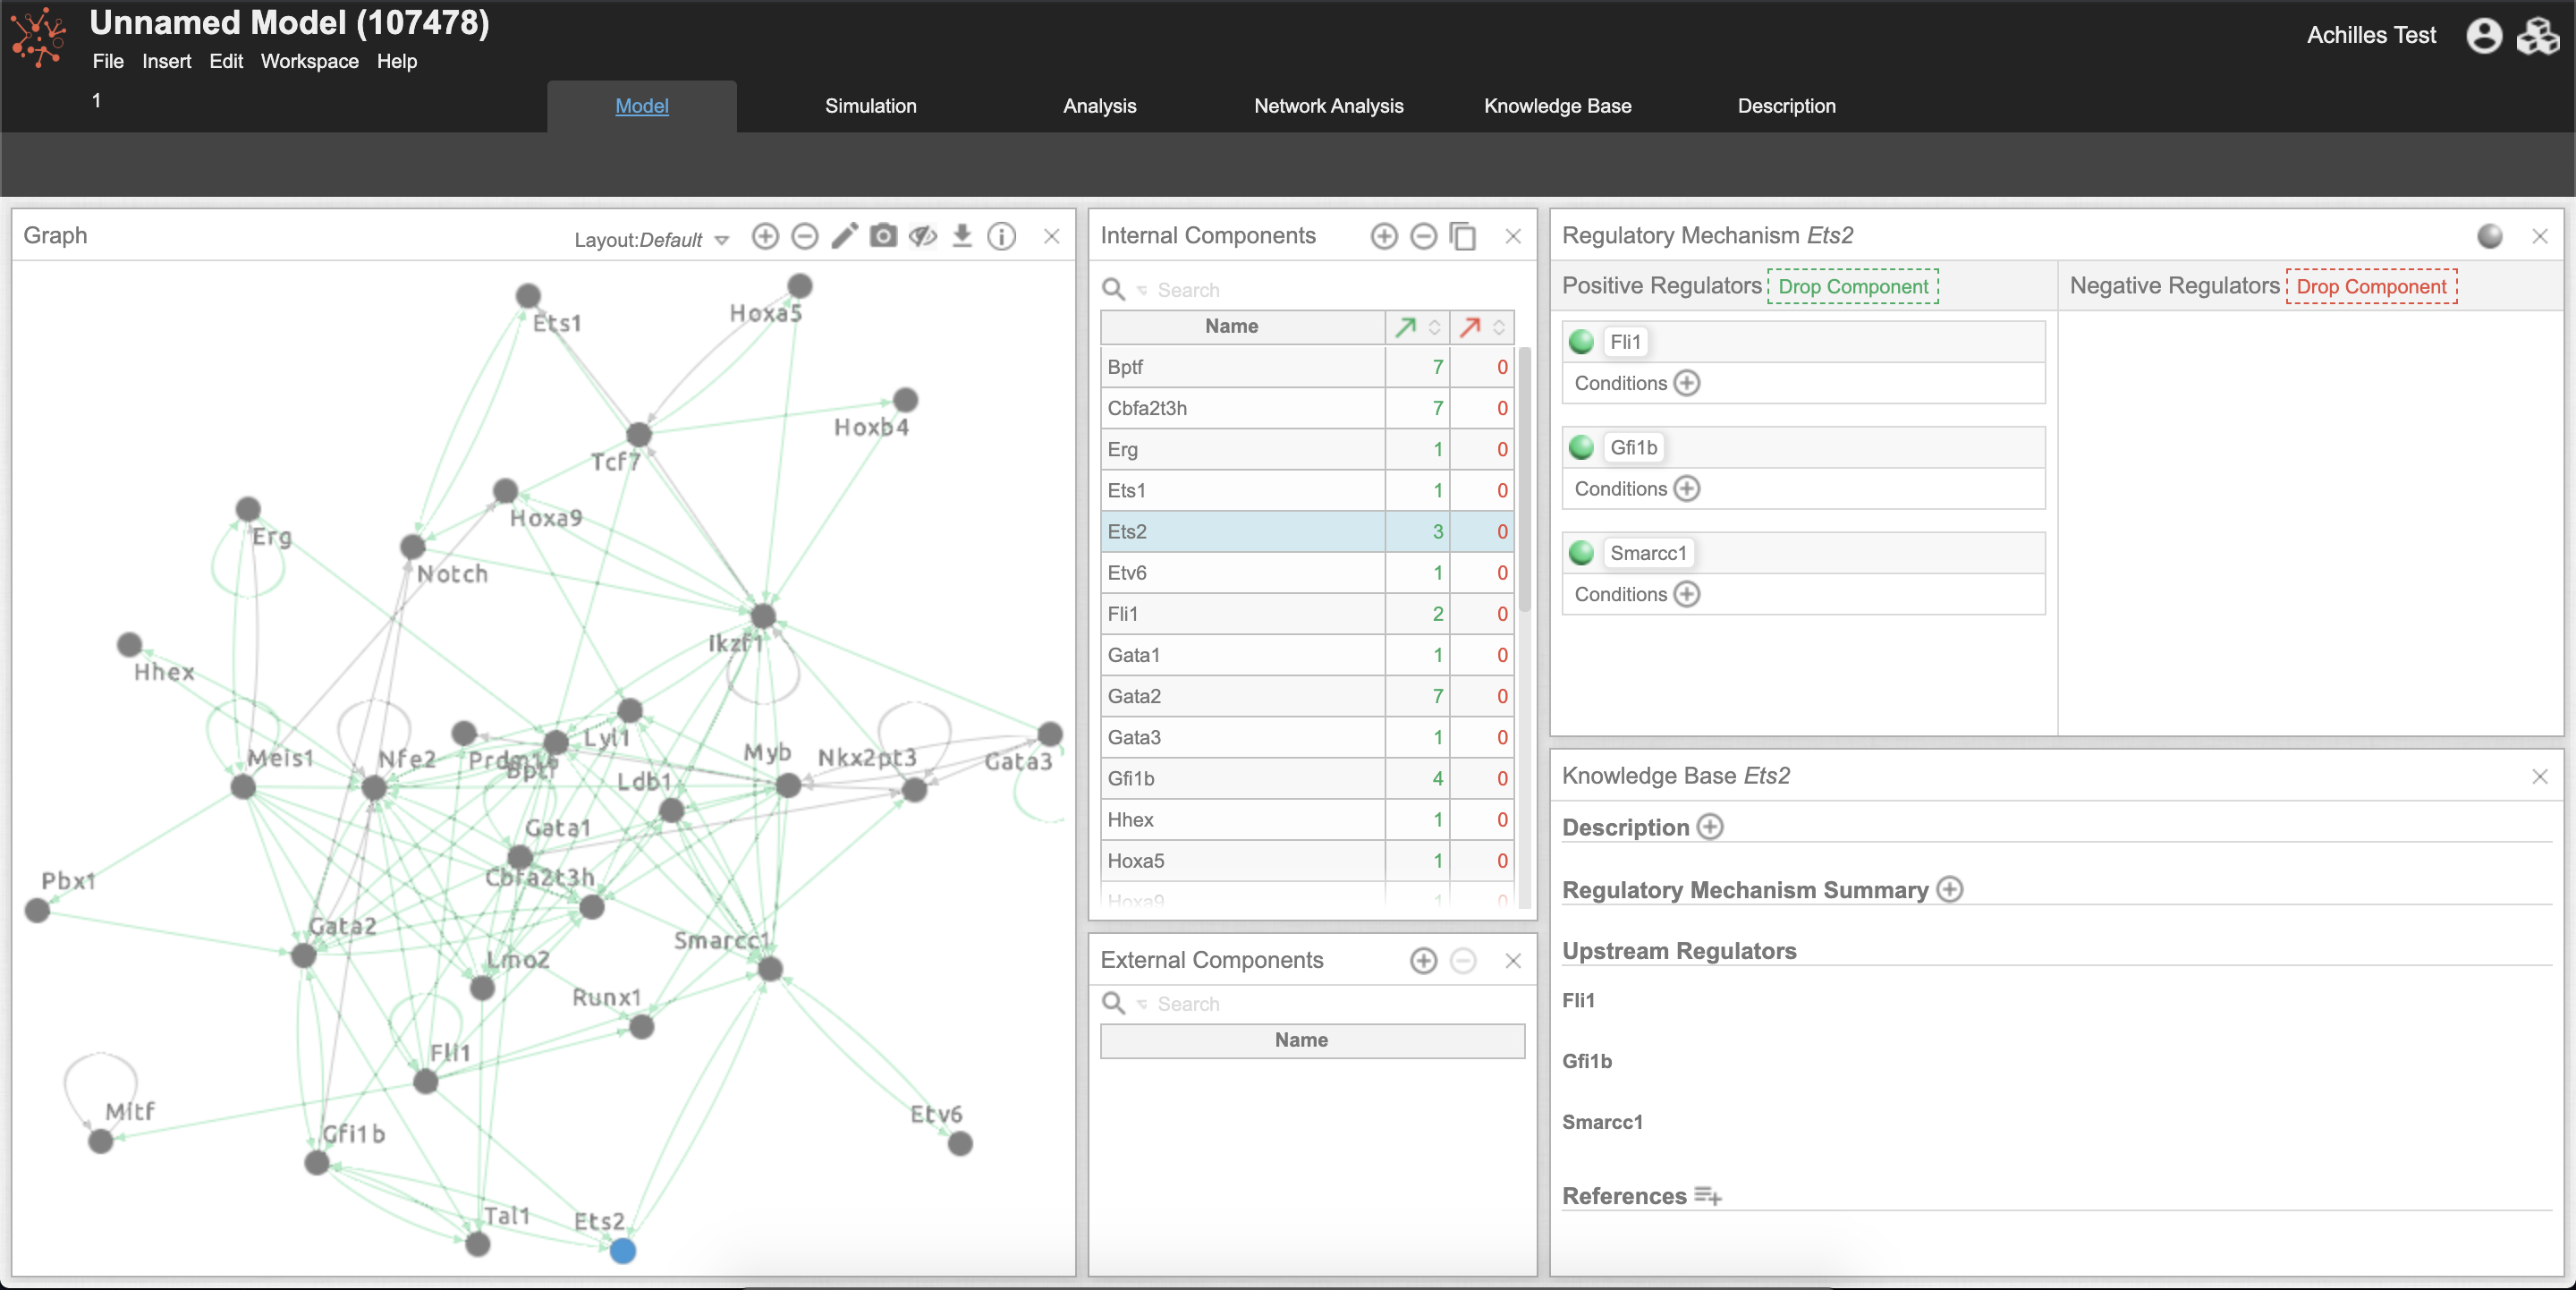 Unnamed Model (107478)
File Insert Edit Workspace Help
Achilles Test
1
Model Simulation Analysis Network Analysis Knowledge Base Description
Graph
Layout:Default
Ets1
Hoxa5
Hoxb4
Tcf7
Hoxa9
Erg
Notch
Ikzf1
Hhex
Meis1
Nfe2
Prdm16
Bptf
Lyl1
Ldb1
Myb
Nkx2pt3
Gata3
Gata1
Cbfa2t3h
Pbx1
Gata2
Smarcc1
Lmo2
Runx1
Fli1
Mitf
Gfi1b
Etv6
Tal1
Ets2
Internal Components
Search
Name
Bptf 7 0
Cbfa2t3h 7 0
Erg 1 0
Ets1 1 0
Ets2 3 0
Etv6 1 0
Fli1 2 0
Gata1 1 0
Gata2 7 0
Gata3 1 0
Gfi1b 4 0
Hhex 1 0
Hoxa5 1 0
Hoxa9 1 0
External Components
Search
Name
Regulatory Mechanism Ets2
Positive Regulators Drop Component
Negative Regulators Drop Component
Fli1
Conditions
Gfi1b
Conditions
Smarcc1
Conditions
Knowledge Base Ets2
Description
Regulatory Mechanism Summary
Upstream Regulators
Fli1
Gfi1b
Smarcc1
References